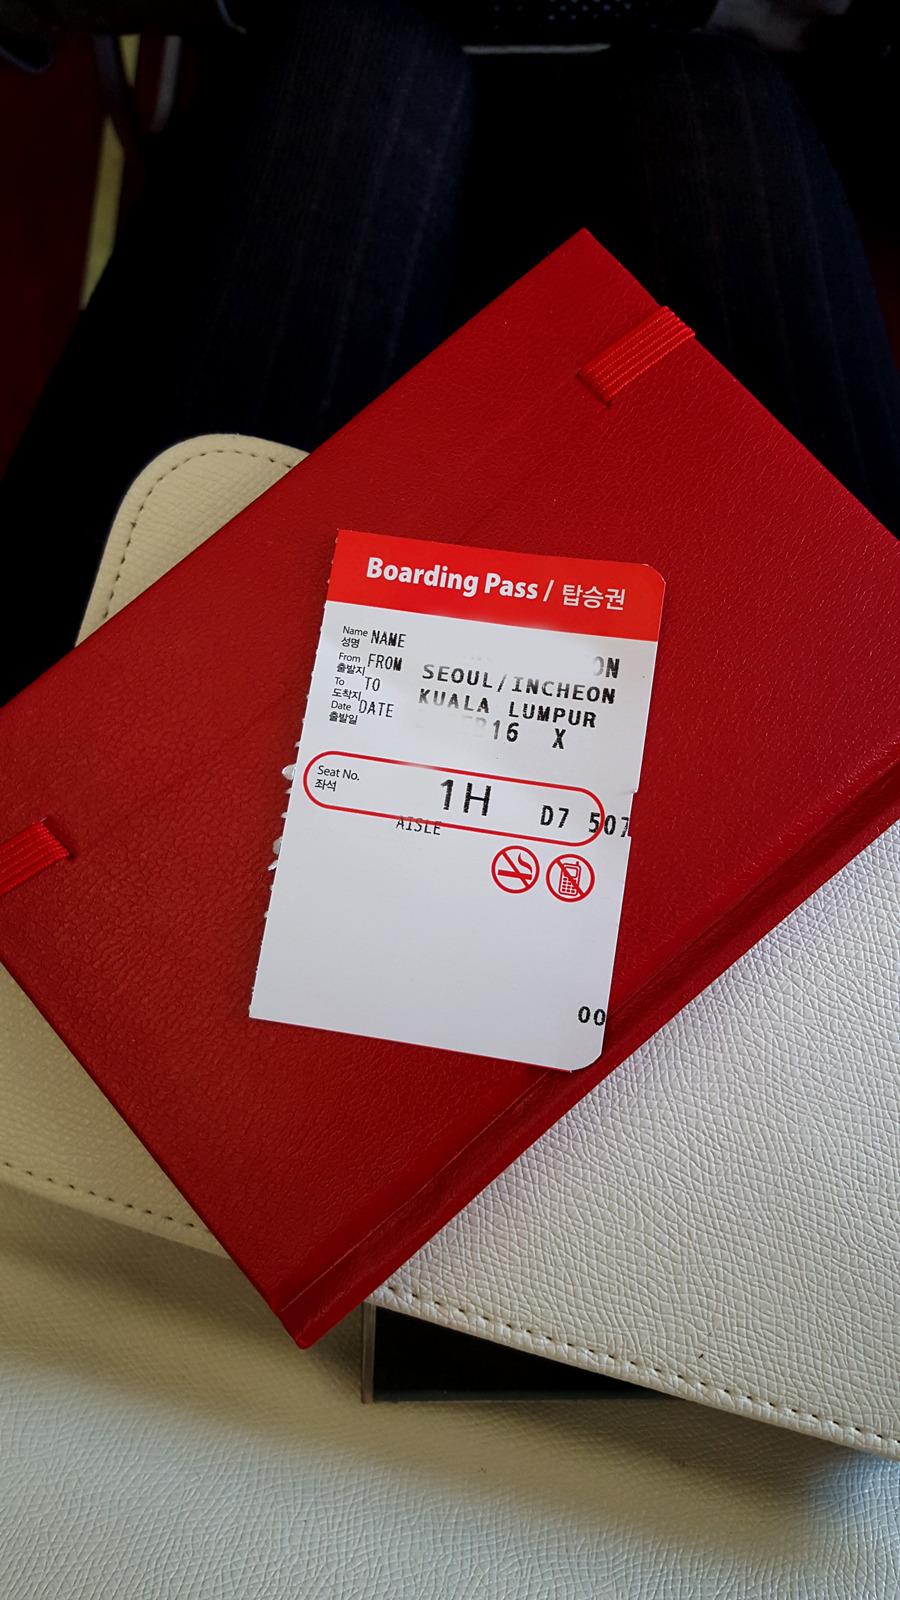 Boarding Pass / 탑승권
Name NAME
성명 ON
From FROM SEOUL/INCHEON
출발지
To TO KUALA LUMPUR
도착지
Date DATE 16 X
출발일
Seat No. 1H D7 507
좌석
AISLE
00